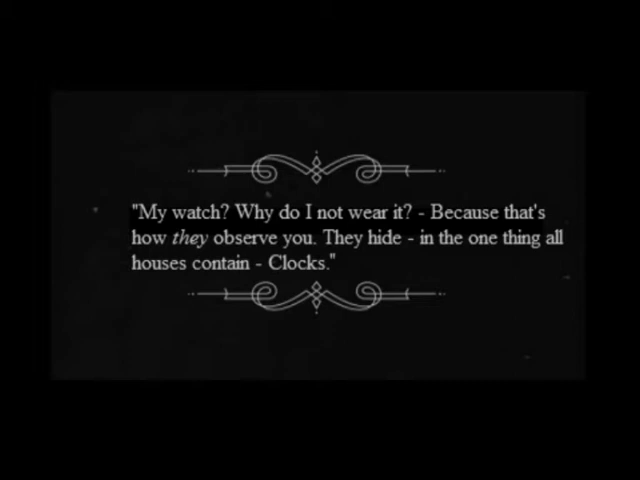 "My watch? Why do I not wear it? - Because that's
how they observe you. They hide - in the one thing all
houses contain - Clocks."